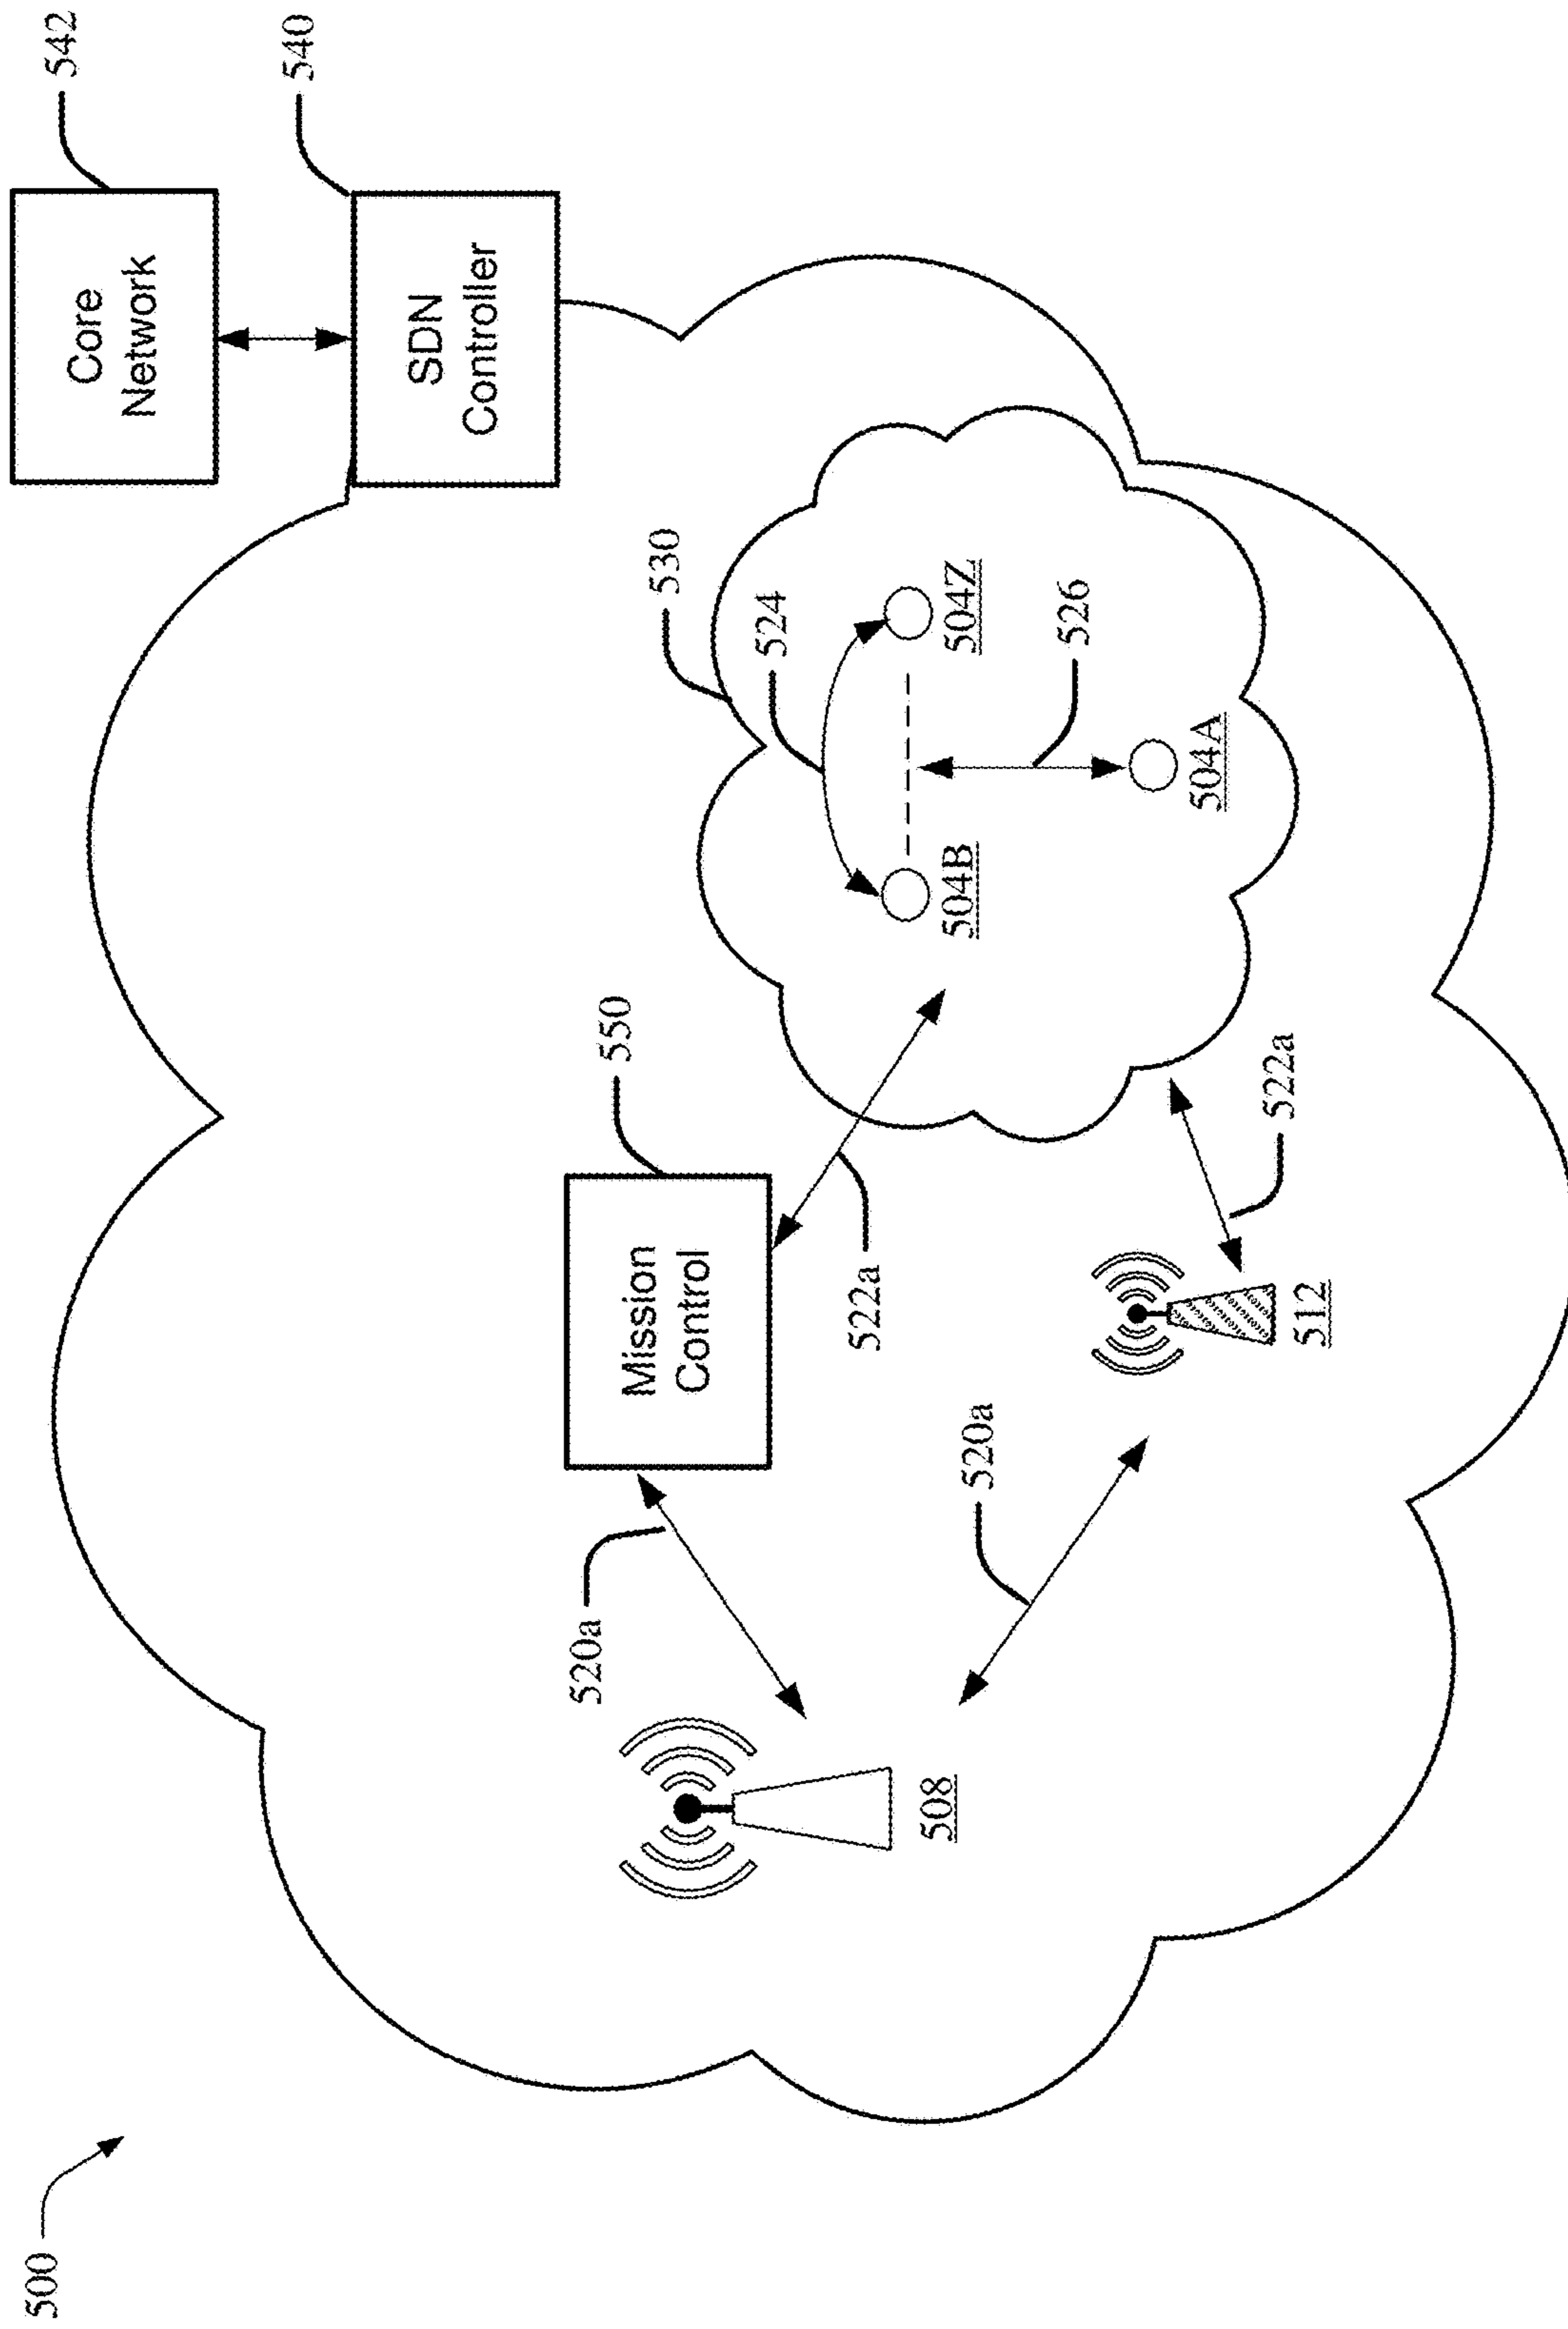 500
542
Core
Network
540
SDN
Controller
530
524
504Z
504B
526
504A
550
Mission
Control
522a
522a
520a
520a
512
508